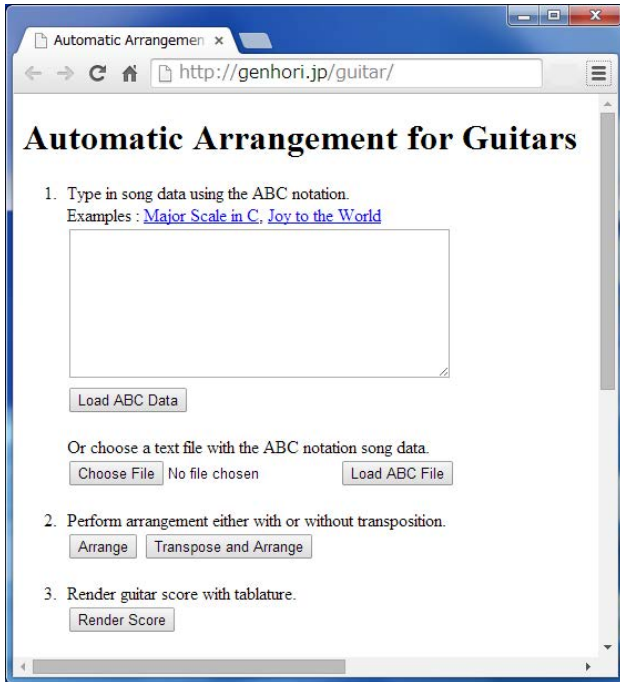 Automatic Arrangemen
http://genhori.jp/guitar/
Automatic Arrangement for Guitars
1. Type in song data using the ABC notation.
Examples : Major Scale in C, Joy to the World
Load ABC Data
Or choose a text file with the ABC notation song data.
Choose File No file chosen Load ABC File
2. Perform arrangement either with or without transposition.
Arrange Transpose and Arrange
3. Render guitar score with tablature.
Render Score